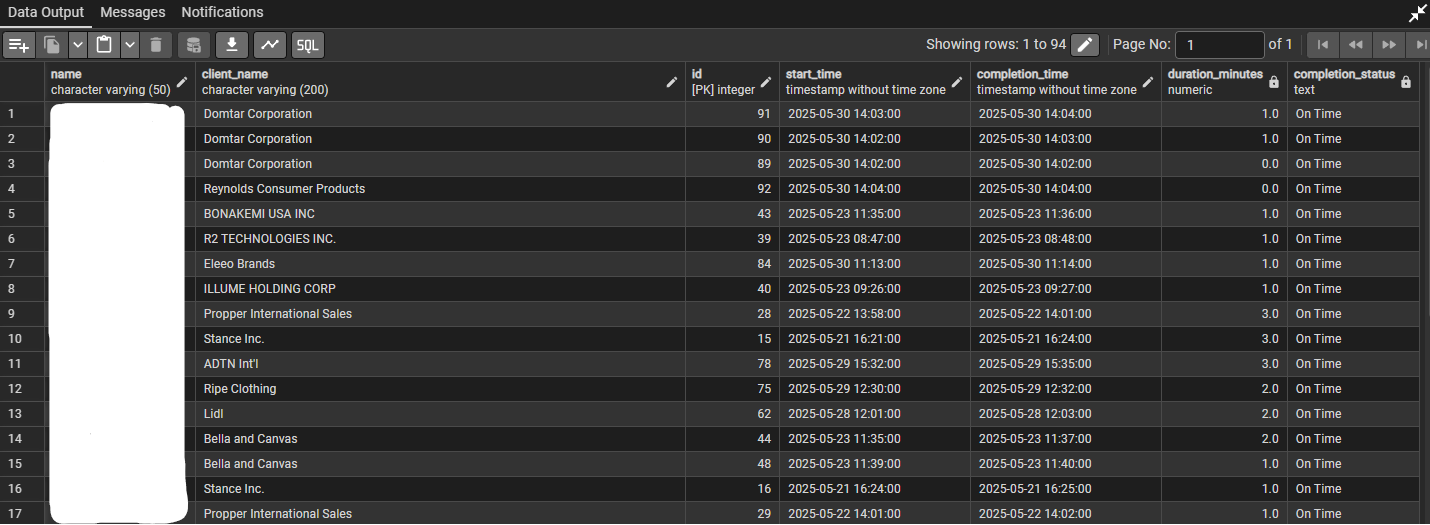 Data Output Messages Notifications
SQL Showing rows: 1 to 94 Page No: 1 of 1
name client_name id start_time completion_time duration_minutes completion_status
character varying (50) character varying (200) [PK] integer timestamp without time zone timestamp without time zone numeric text
1 Domtar Corporation 91 2025-05-30 14:03:00 2025-05-30 14:04:00 1.0 On Time
2 Domtar Corporation 90 2025-05-30 14:02:00 2025-05-30 14:03:00 1.0 On Time
3 Domtar Corporation 89 2025-05-30 14:02:00 2025-05-30 14:02:00 0.0 On Time
4 Reynolds Consumer Products 92 2025-05-30 14:04:00 2025-05-30 14:04:00 0.0 On Time
5 BONAKEMI USA INC 43 2025-05-23 11:35:00 2025-05-23 11:36:00 1.0 On Time
6 R2 TECHNOLOGIES INC. 39 2025-05-23 08:47:00 2025-05-23 08:48:00 1.0 On Time
7 Eleeo Brands 84 2025-05-30 11:13:00 2025-05-30 11:14:00 1.0 On Time
8 ILLUME HOLDING CORP 40 2025-05-23 09:26:00 2025-05-23 09:27:00 1.0 On Time
9 Propper International Sales 28 2025-05-22 13:58:00 2025-05-22 14:01:00 3.0 On Time
10 Stance Inc. 15 2025-05-21 16:21:00 2025-05-21 16:24:00 3.0 On Time
11 ADTN Int'l 78 2025-05-29 15:32:00 2025-05-29 15:35:00 3.0 On Time
12 Ripe Clothing 75 2025-05-29 12:30:00 2025-05-29 12:32:00 2.0 On Time
13 Lidl 62 2025-05-28 12:01:00 2025-05-28 12:03:00 2.0 On Time
14 Bella and Canvas 44 2025-05-23 11:35:00 2025-05-23 11:37:00 2.0 On Time
15 Bella and Canvas 48 2025-05-23 11:39:00 2025-05-23 11:40:00 1.0 On Time
16 Stance Inc. 16 2025-05-21 16:24:00 2025-05-21 16:25:00 1.0 On Time
17 Propper International Sales 29 2025-05-22 14:01:00 2025-05-22 14:02:00 1.0 On Time